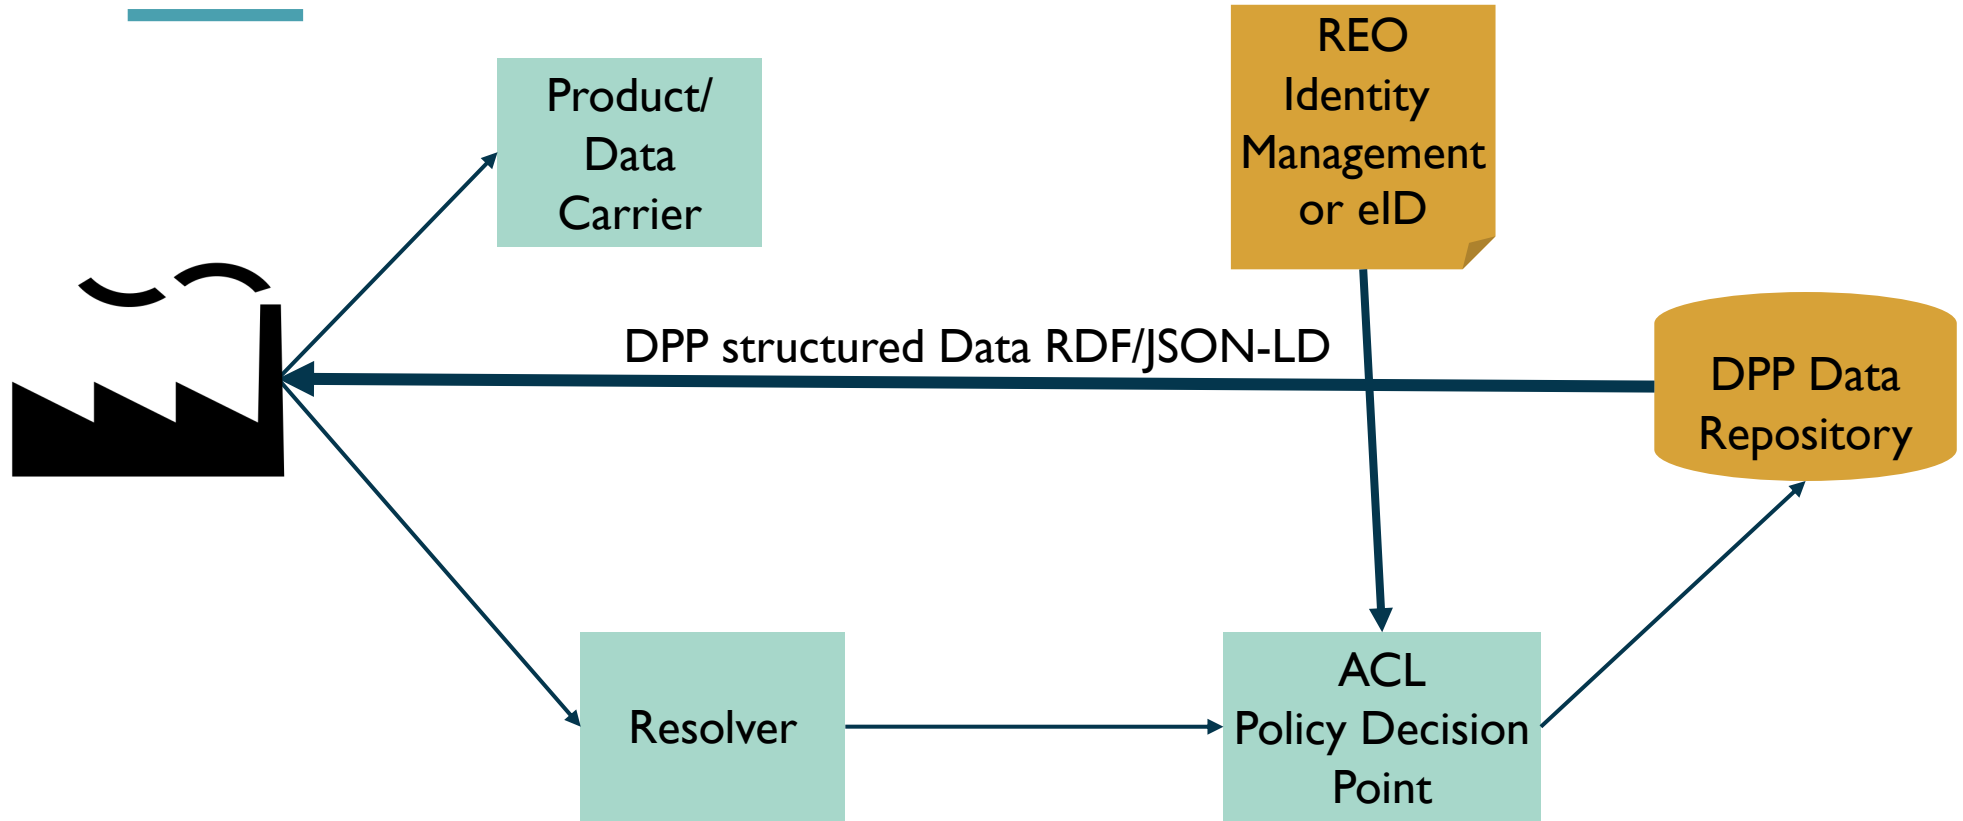 Product/
Data
Carrier
REO
Identity
Management
or eID
DPP structured Data RDF/JSON-LD
DPP Data
Repository
Resolver
ACL
Policy Decision
Point